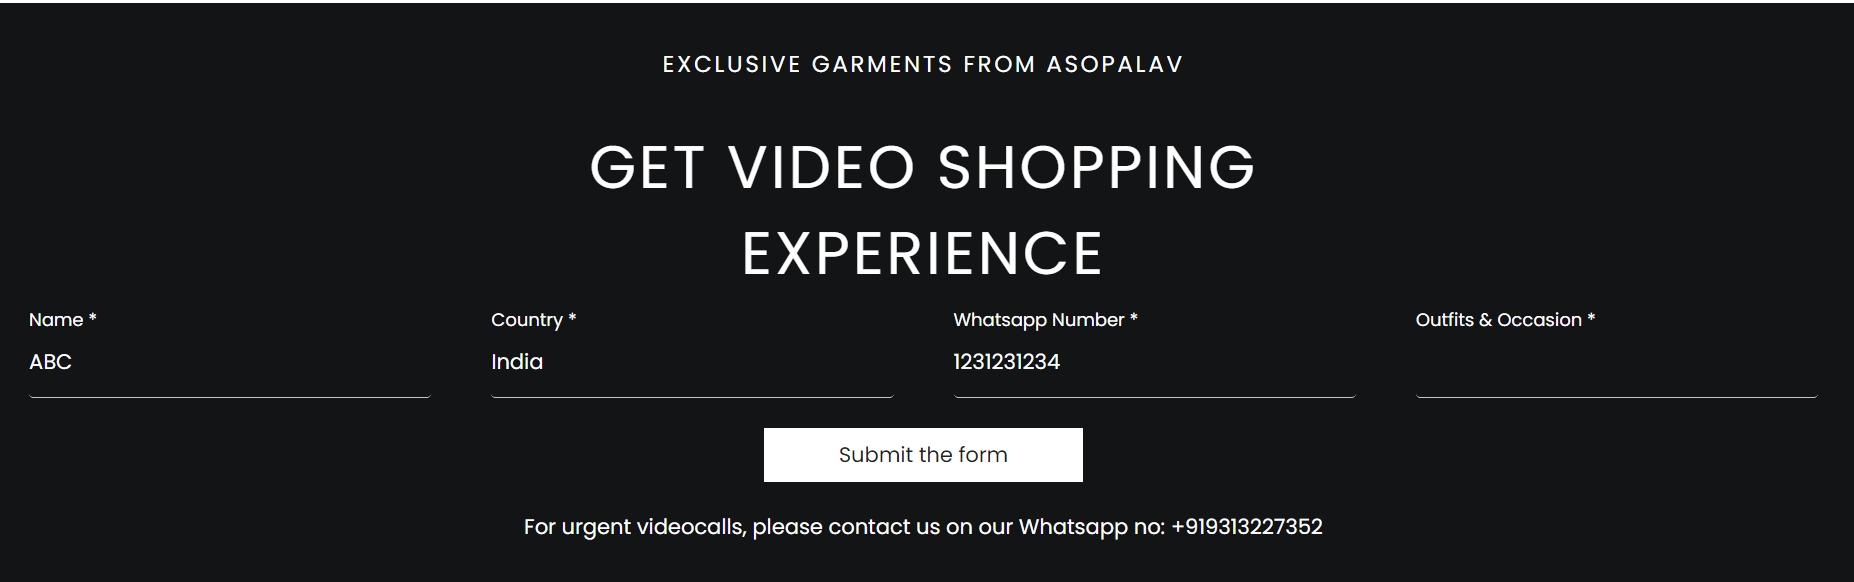 EXCLUSIVE GARMENTS FROM ASOPALAV
GET VIDEO SHOPPING
EXPERIENCE
Name *
Country *
Whatsapp Number *
Outfits & Occasion *
ABC
India
1231231234
Submit the form
For urgent videocalls, please contact us on our Whatsapp no: +919313227352